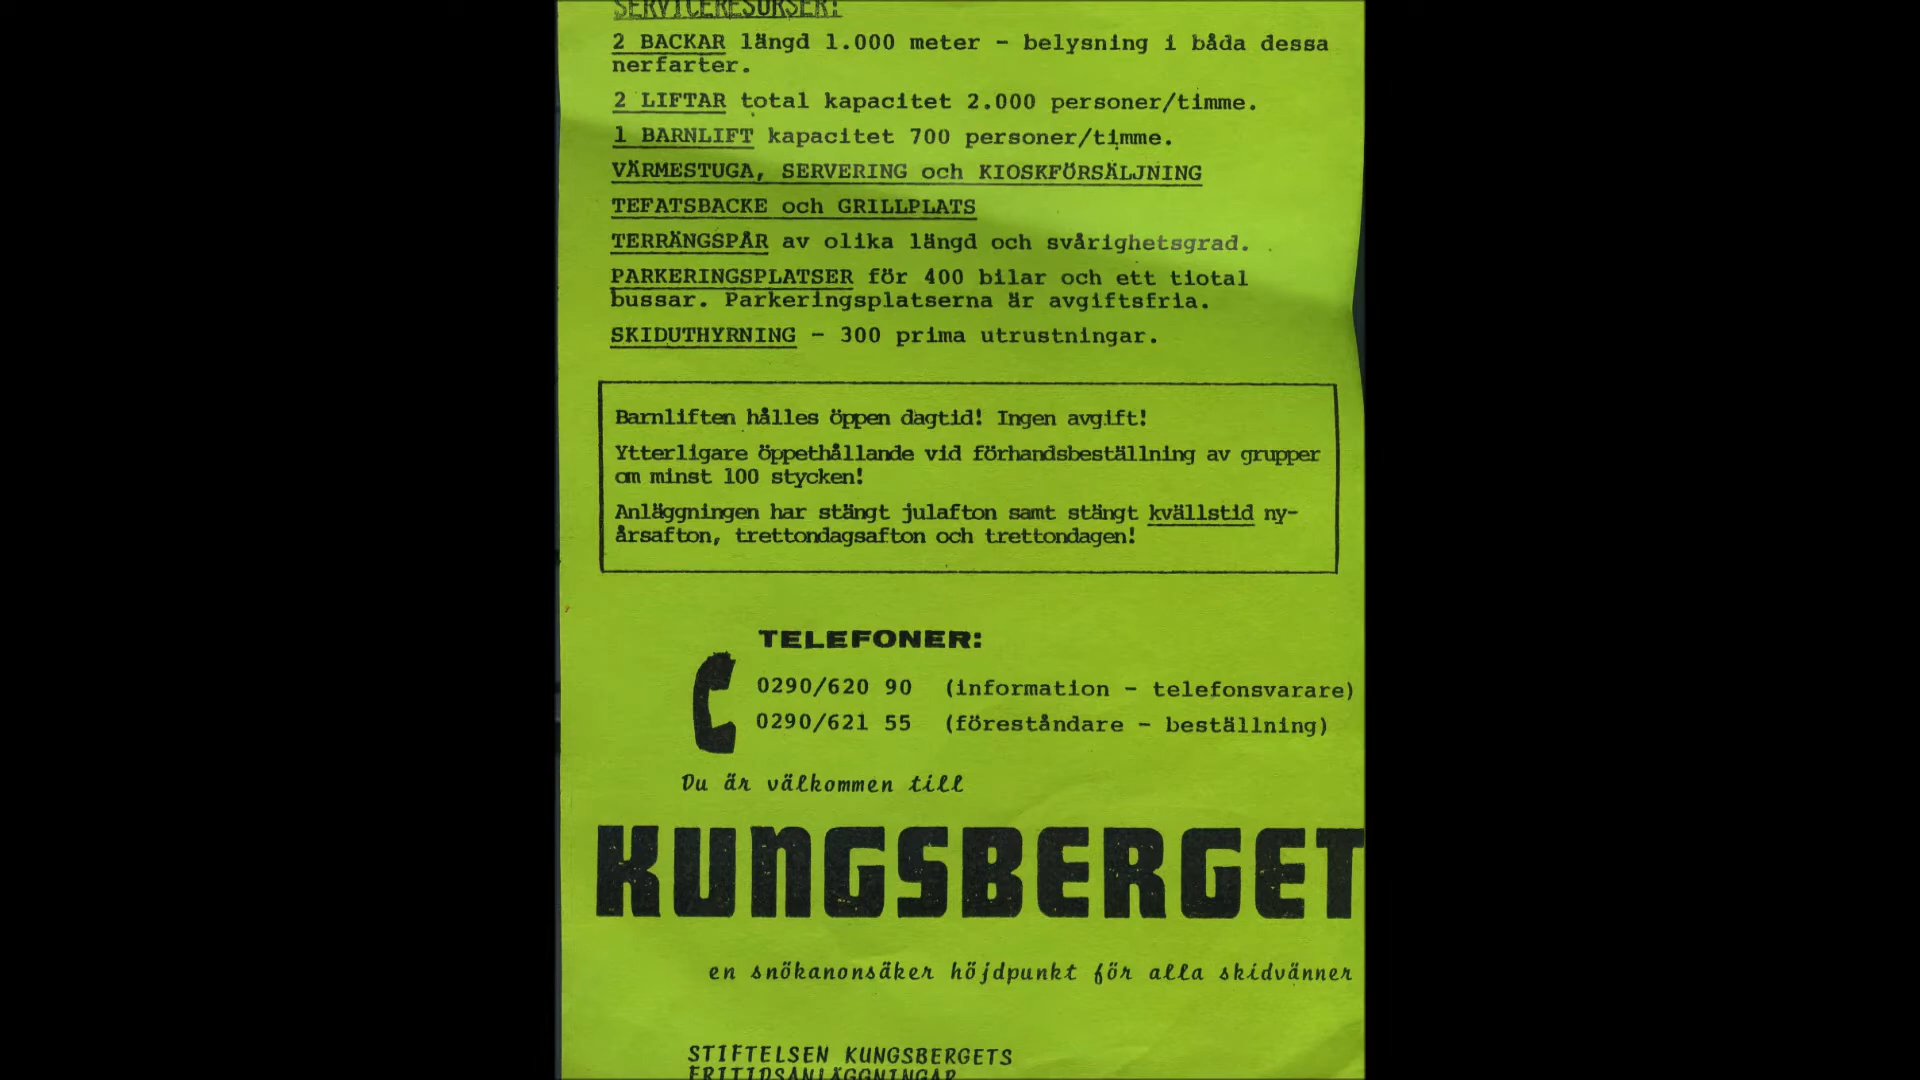 SERVICERESURSER:
2 BACKAR längd 1.000 meter - belysning i båda dessa
nerfarter.
2 LIFTAR total kapacitet 2.000 personer/timme.
1 BARNLIFT kapacitet 700 personer/timme.
VÄRMESTUGA, SERVERING och KIOSKFÖRSÄLJNING
TEFATSBACKE och GRILLPLATS
TERRÄNGSPÅR av olika längd och svårighetsgrad.
PARKERINGSPLATSER för 400 bilar och ett tiotal
bussar. Parkeringsplatserna är avgiftsfria.
SKIDUTHYRNING - 300 prima utrustningar.
Barnliften hålles öppen dagtid! Ingen avgift!
Ytterligare öppethållande vid förhandsbeställning av grupper
om minst 100 stycken!
Anläggningen har stängt julafton samt stängt kvällstid ny-
årsafton, trettondagsafton och trettondagen!
TELEFONER:
0290/620 90 (information - telefonsvarare)
0290/621 55 (föreståndare - beställning)
Du är välkommen till
KUNGSBERGET
en snökanonsäker höjdpunkt för alla skidvänner
STIFTELSEN KUNGSBERGETS
FRITIDSANLÄGGNINGAR